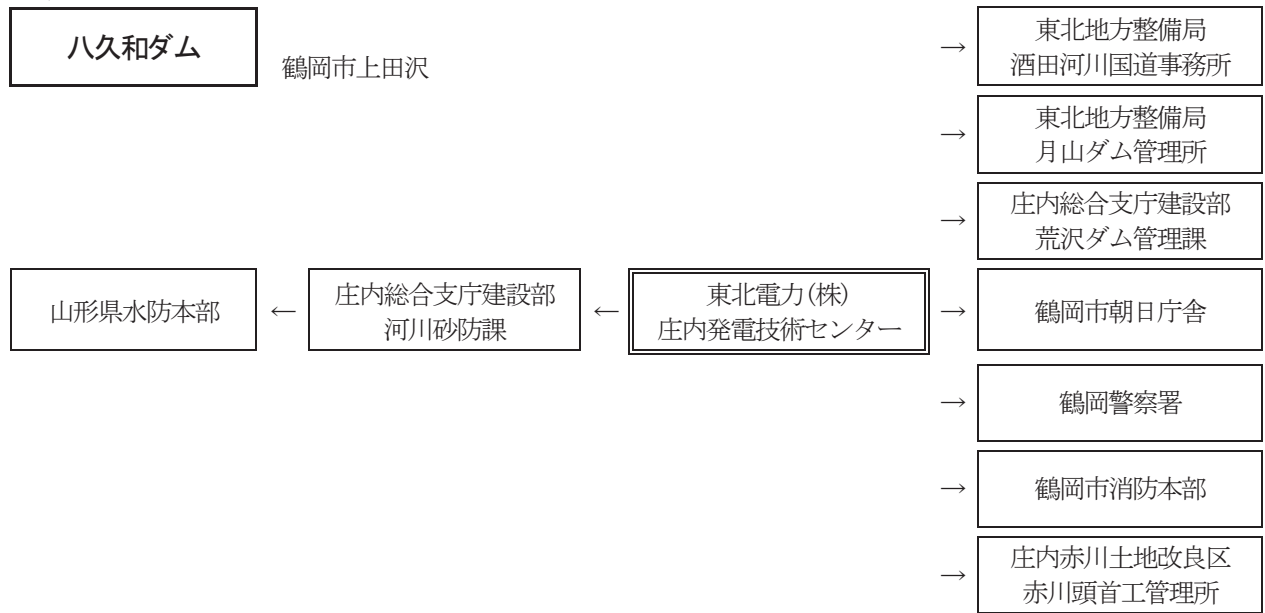 八久和ダム
鶴岡市上田沢
→
東北地方整備局
酒田河川国道事務所
→
東北地方整備局
月山ダム管理所
→
庄内総合支庁建設部
荒沢ダム管理課
山形県水防本部
←
庄内総合支庁建設部
河川砂防課
←
東北電力(株)
庄内発電技術センター
→
鶴岡市朝日庁舎
→
鶴岡警察署
→
鶴岡市消防本部
→
庄内赤川土地改良区
赤川頭首工管理所